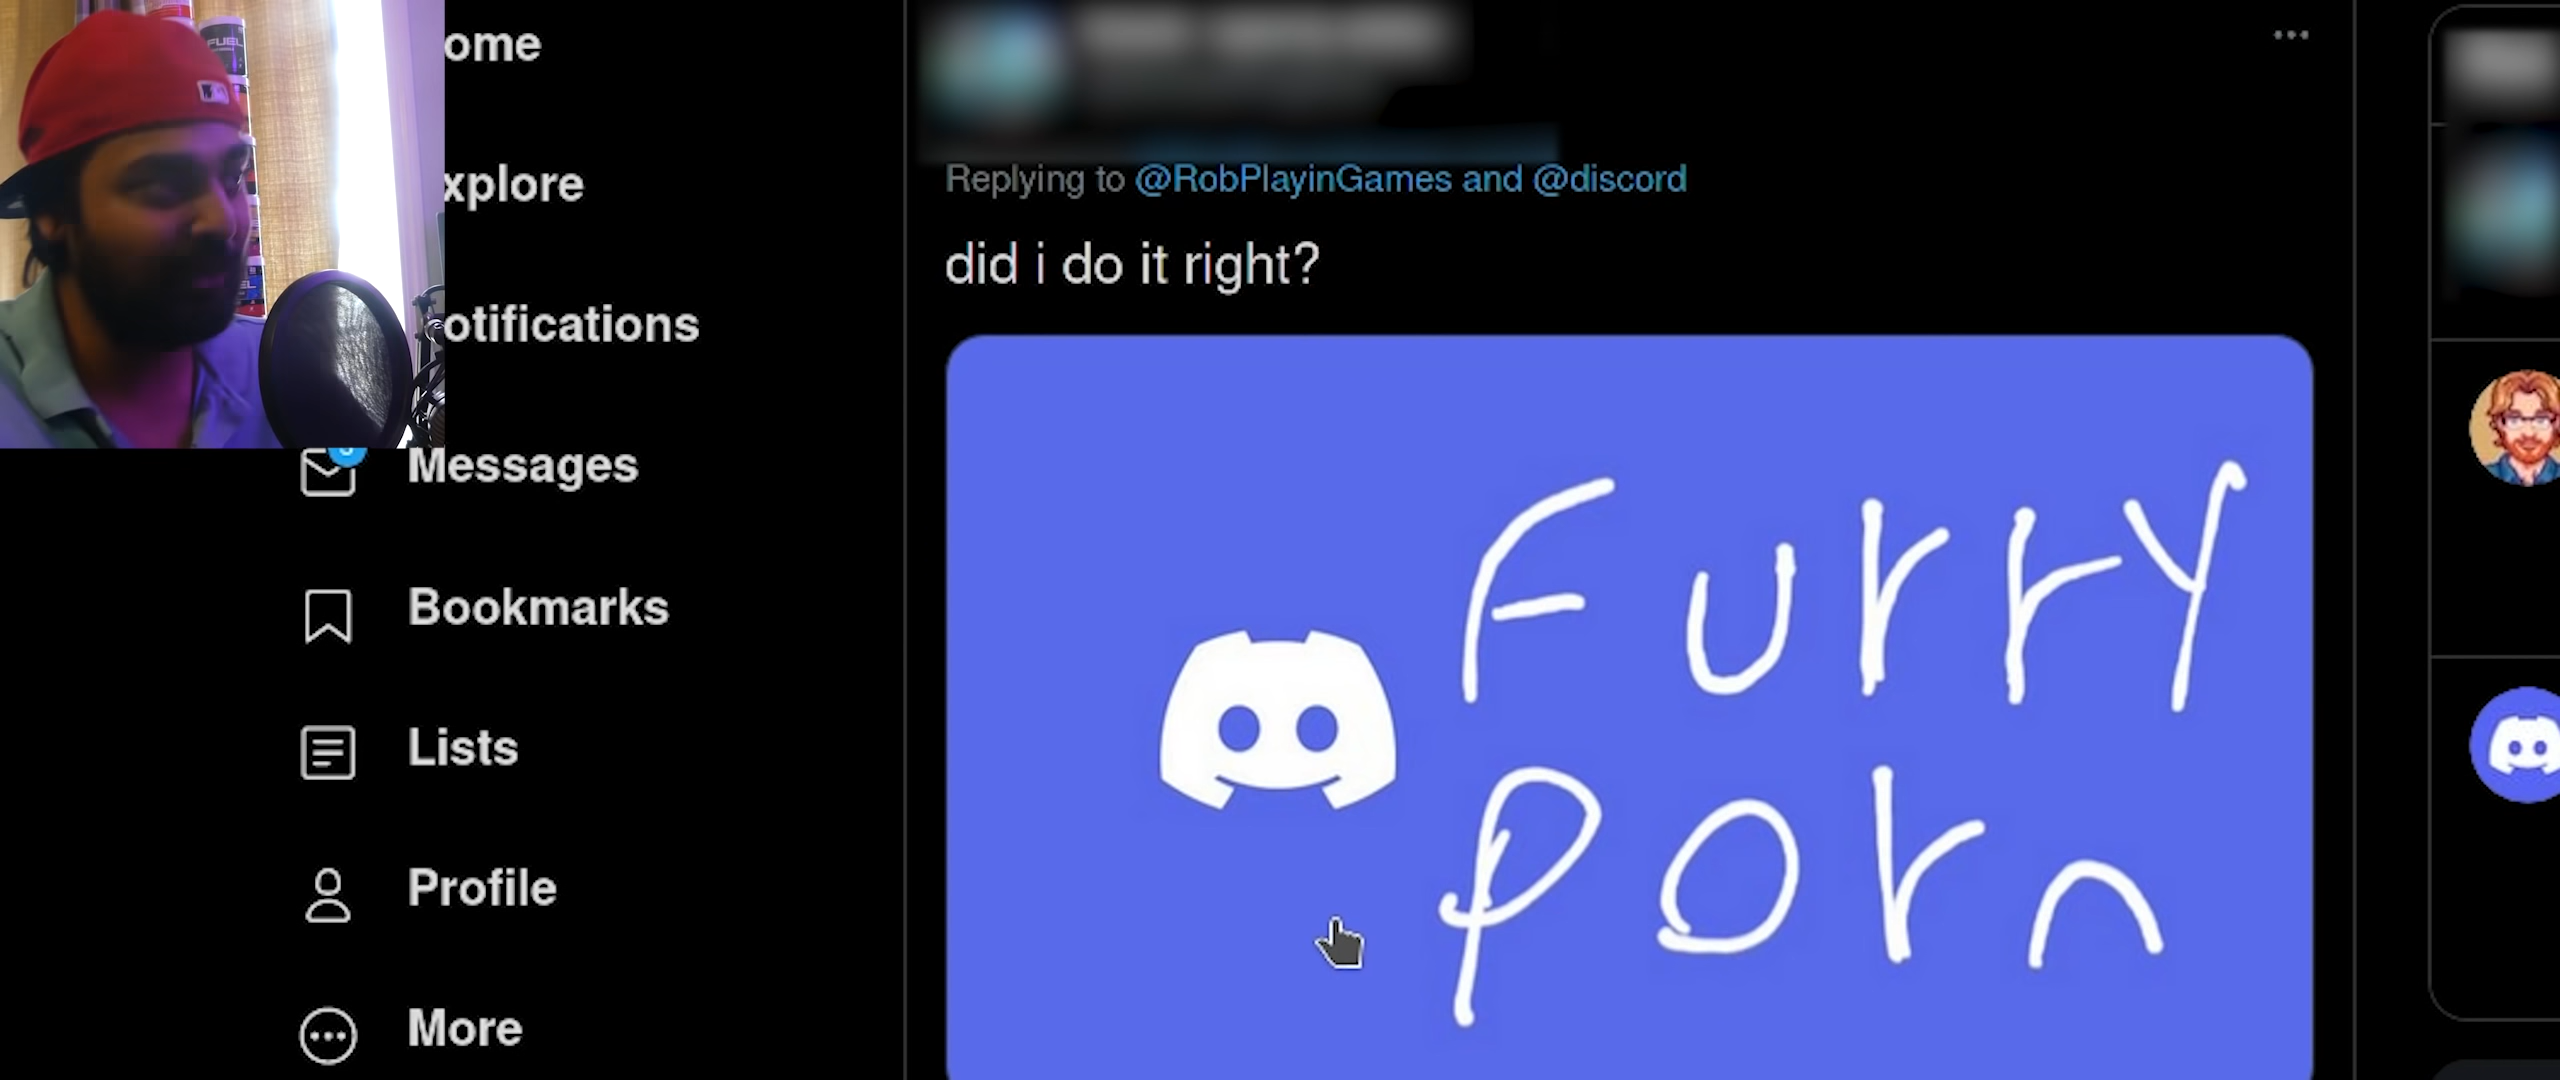 ome
xplore
otifications
Messages
Bookmarks
Lists
Profile
More
Replying to @RobPlayinGames and @discord
did i do it right?
Furry
Porn
FUEL